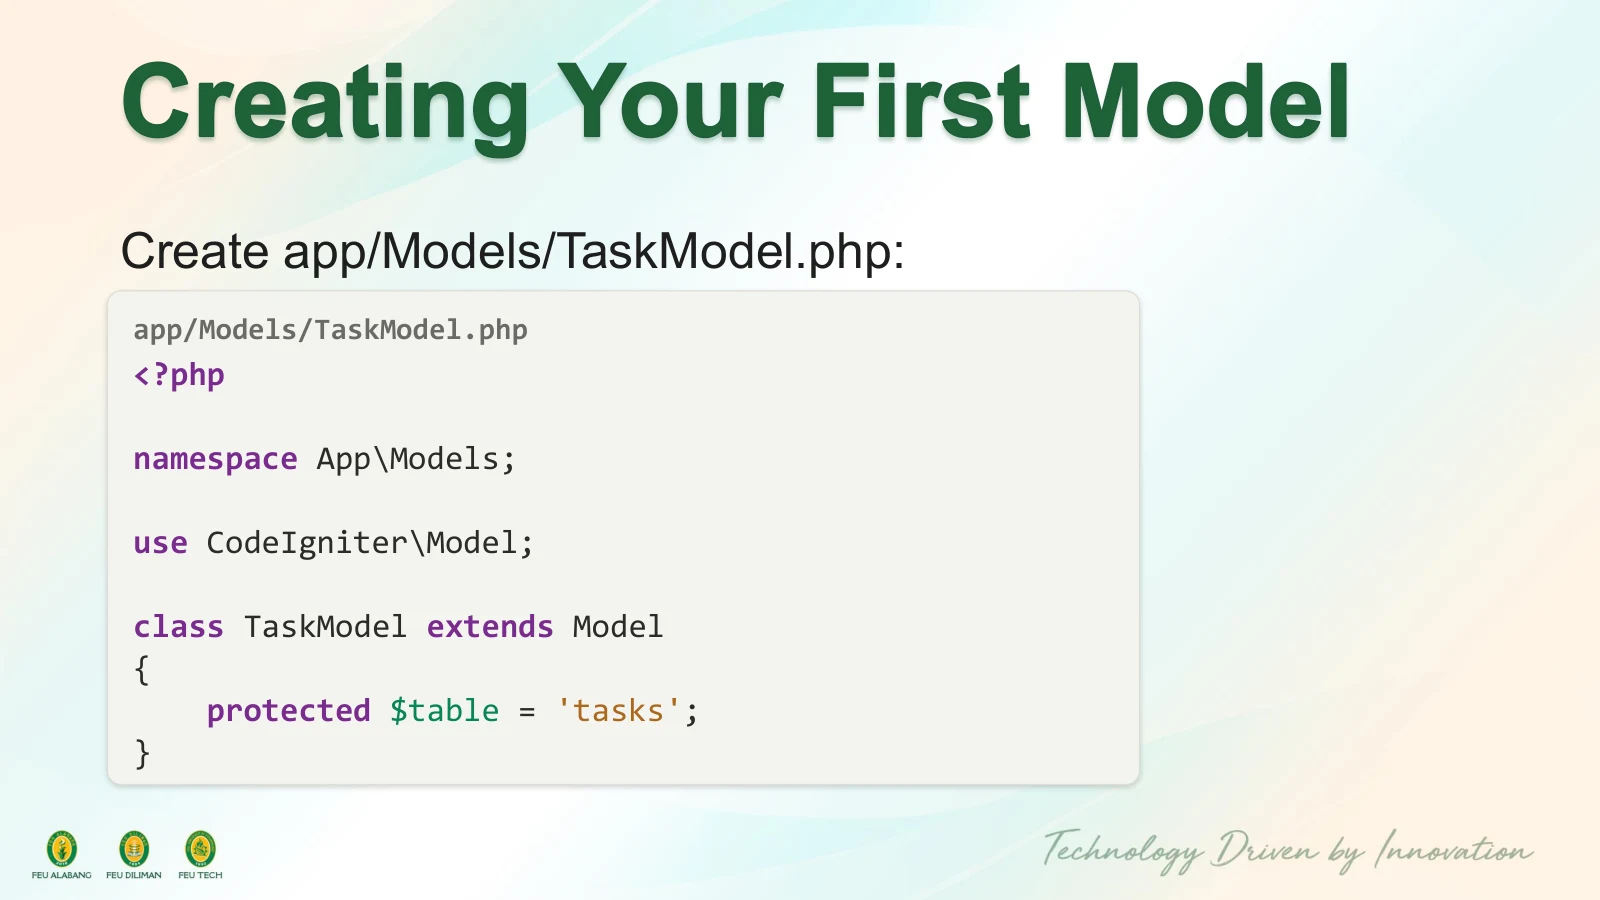 Creating Your First Model
Create app/Models/TaskModel.php:
app/Models/TaskModel.php
<?php
namespace App\Models;
use CodeIgniter\Model;
class TaskModel extends Model
{
    protected $table = 'tasks';
}
FEU ALABANG FEU DILIMAN FEU TECH
Technology Driven by Innovation